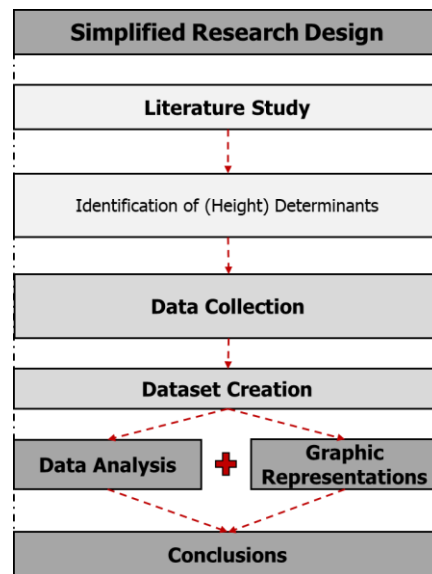 Simplified Research Design
Literature Study
Identification of (Height) Determinants
Data Collection
Dataset Creation
Data Analysis
Graphic
Representations
Conclusions